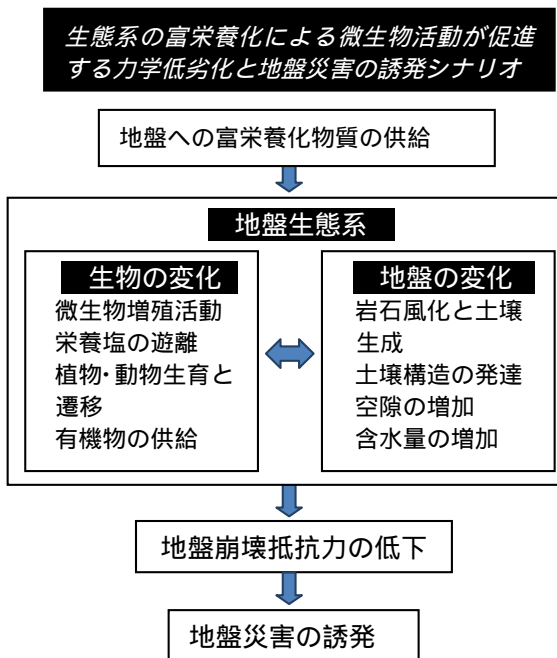 生態系の富栄養化による微生物活動が促進
する力学低劣化と地盤災害の誘発シナリオ
地盤への富栄養化物質の供給
地盤生態系
生物の変化
微生物増殖活動
栄養塩の遊離
植物･動物生育と
遷移
有機物の供給
地盤の変化
岩石風化と土壌
生成
土壌構造の発達
空隙の増加
含水量の増加
地盤崩壊抵抗力の低下
地盤災害の誘発